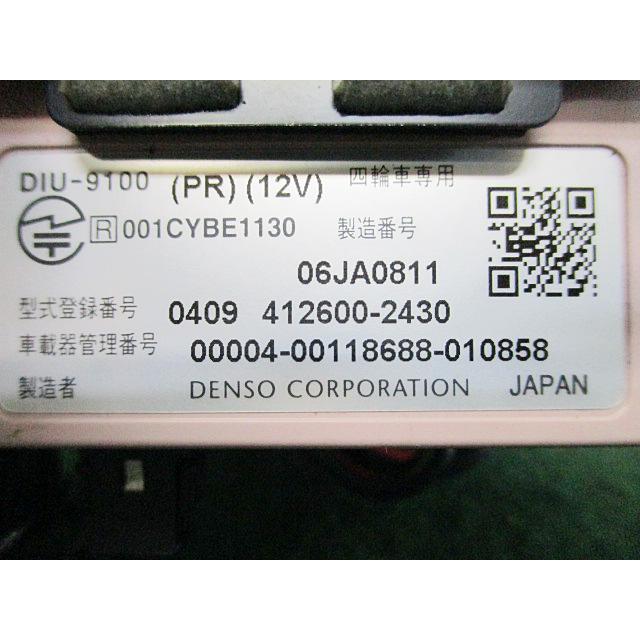 DIU-9100 (PR) (12V) 四輪車専用
R 001CYBE1130 製造番号
06JA0811
型式登録番号 0409 412600-2430
車載器管理番号 00004-00118688-010858
製造者 DENSO CORPORATION JAPAN